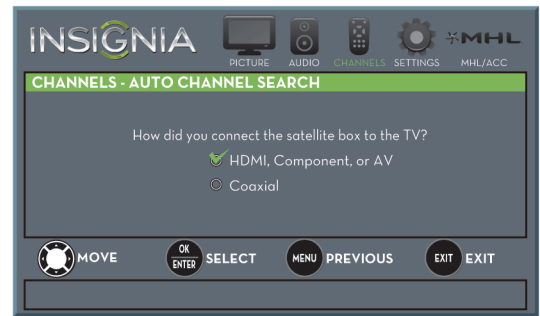 INSIGNIA
PICTURE AUDIO CHANNELS SETTINGS MHL MHL/ACC
CHANNELS - AUTO CHANNEL SEARCH
How did you connect the satellite box to the TV?
HDMI, Component, or AV
Coaxial
MOVE OK ENTER SELECT MENU PREVIOUS EXIT EXIT